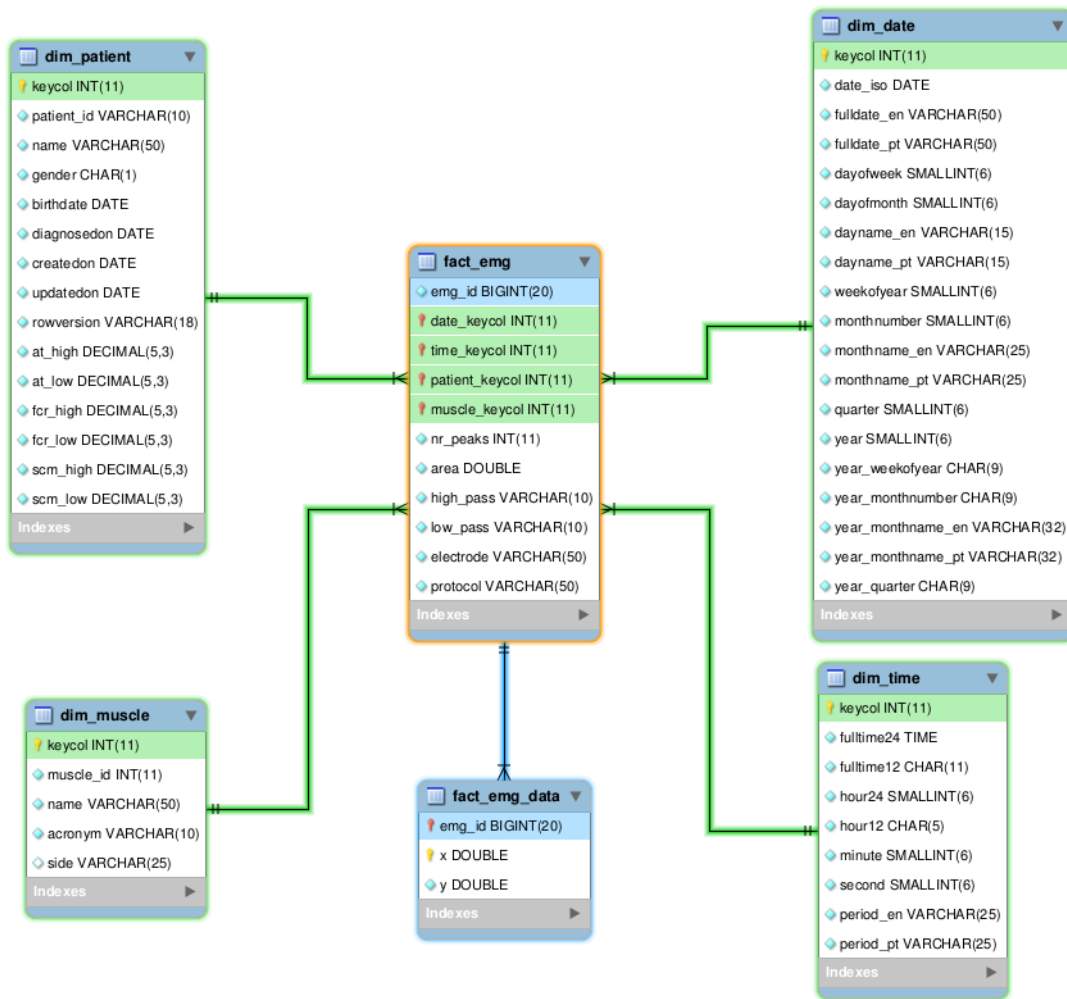 dim_patient
keycol INT(11)
patient_id VARCHAR(10)
name VARCHAR(50)
gender CHAR(1)
birthdate DATE
diagnosedon DATE
createdon DATE
updatedon DATE
rowversion VARCHAR(18)
at_high DECIMAL(5,3)
at_low DECIMAL(5,3)
fcr_high DECIMAL(5,3)
fcr_low DECIMAL(5,3)
scm_high DECIMAL(5,3)
scm_low DECIMAL(5,3)
Indexes
dim_date
keycol INT(11)
date_iso DATE
fulldate_en VARCHAR(50)
fulldate_pt VARCHAR(50)
dayofweek SMALLINT(6)
dayofmonth SMALLINT(6)
dayname_en VARCHAR(15)
dayname_pt VARCHAR(15)
weekofyear SMALLINT(6)
monthnumber SMALLINT(6)
monthname_en VARCHAR(25)
monthname_pt VARCHAR(25)
quarter SMALLINT(6)
year SMALLINT(6)
year_weekofyear CHAR(9)
year_monthnumber CHAR(9)
year_monthname_en VARCHAR(32)
year_monthname_pt VARCHAR(32)
year_quarter CHAR(9)
Indexes
fact_emg
emg_id BIGINT(20)
date_keycol INT(11)
time_keycol INT(11)
patient_keycol INT(11)
muscle_keycol INT(11)
nr_peaks INT(11)
area DOUBLE
high_pass VARCHAR(10)
low_pass VARCHAR(10)
electrode VARCHAR(50)
protocol VARCHAR(50)
Indexes
dim_muscle
keycol INT(11)
muscle_id INT(11)
name VARCHAR(50)
acronym VARCHAR(10)
side VARCHAR(25)
Indexes
fact_emg_data
emg_id BIGINT(20)
x DOUBLE
y DOUBLE
Indexes
dim_time
keycol INT(11)
fulltime24 TIME
fulltime12 CHAR(11)
hour24 SMALLINT(6)
hour12 CHAR(5)
minute SMALLINT(6)
second SMALLINT(6)
period_en VARCHAR(25)
period_pt VARCHAR(25)
Indexes